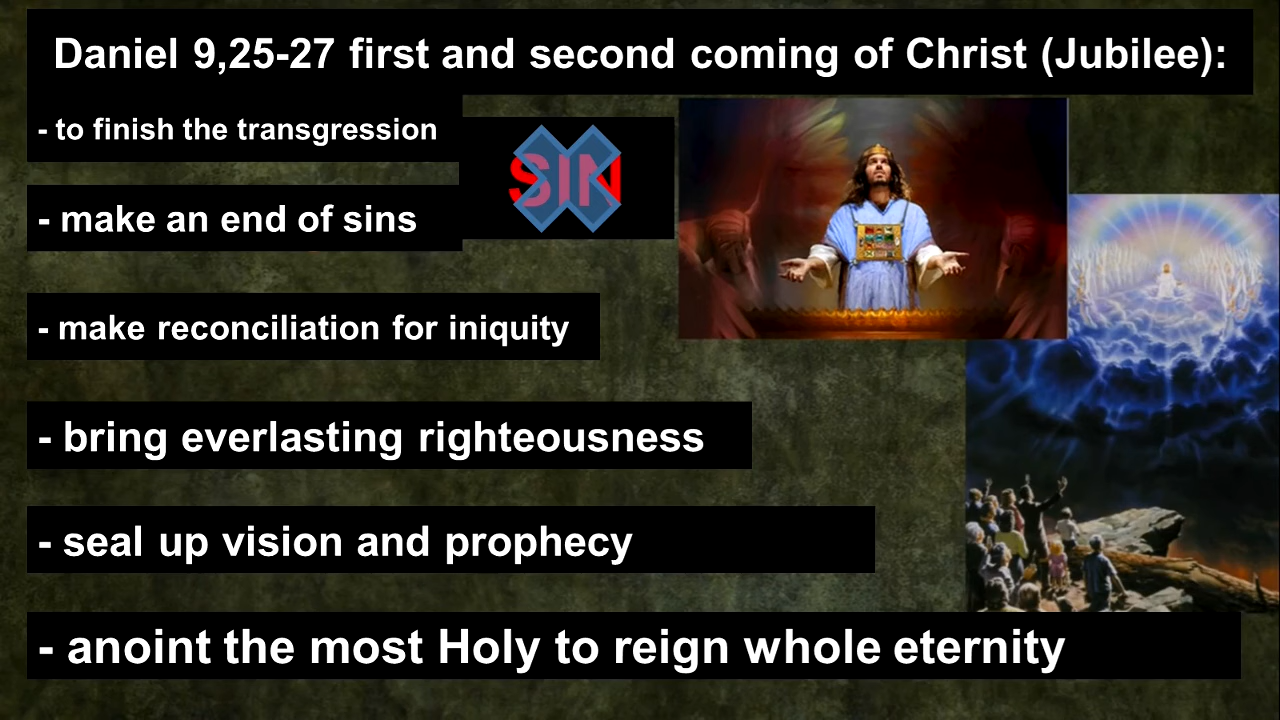 Daniel 9,25-27 first and second coming of Christ (Jubilee):
- to finish the transgression
SIN
- make an end of sins
- make reconciliation for iniquity
- bring everlasting righteousness
- seal up vision and prophecy
- anoint the most Holy to reign whole eternity